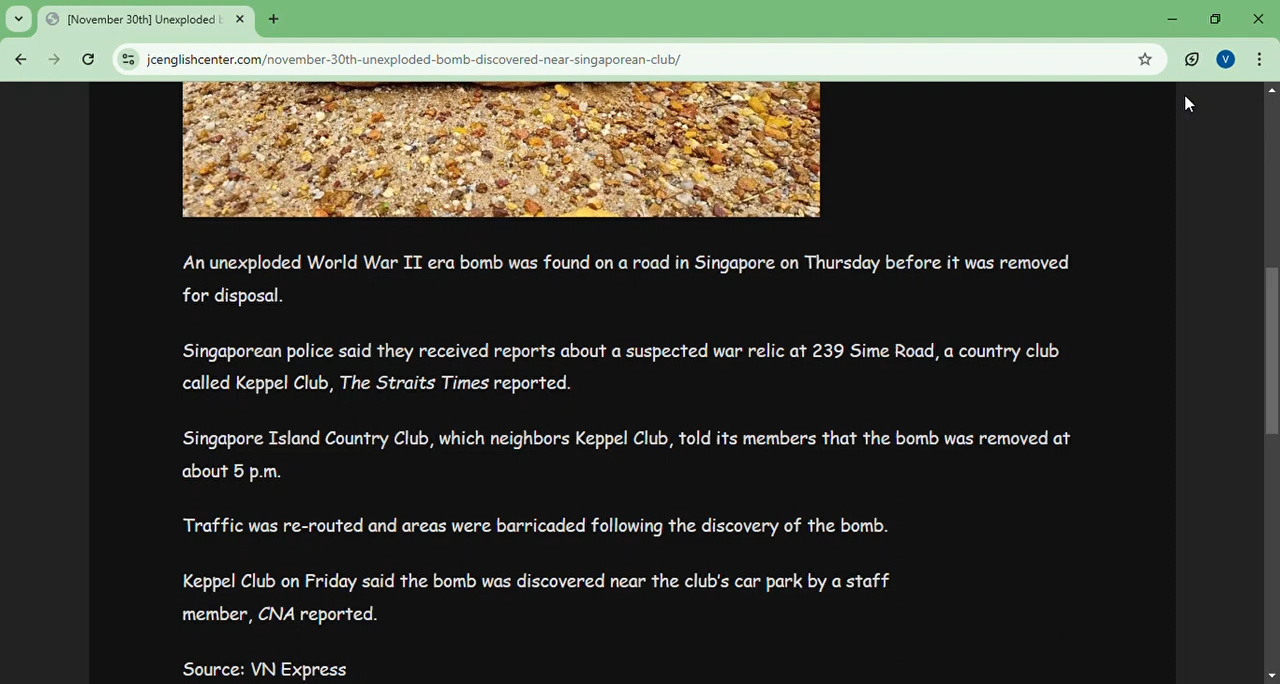 [November 30th] Unexploded
jcenglishcenter.com/november-30th-unexploded-bomb-discovered-near-singaporean-club/
V
An unexploded World War II era bomb was found on a road in Singapore on Thursday before it was removed
for disposal.
Singaporean police said they received reports about a suspected war relic at 239 Sime Road, a country club
called Keppel Club, The Straits Times reported.
Singapore Island Country Club, which neighbors Keppel Club, told its members that the bomb was removed at
about 5 p.m.
Traffic was re-routed and areas were barricaded following the discovery of the bomb.
Keppel Club on Friday said the bomb was discovered near the club's car park by a staff
member, CNA reported.
Source: VN Express